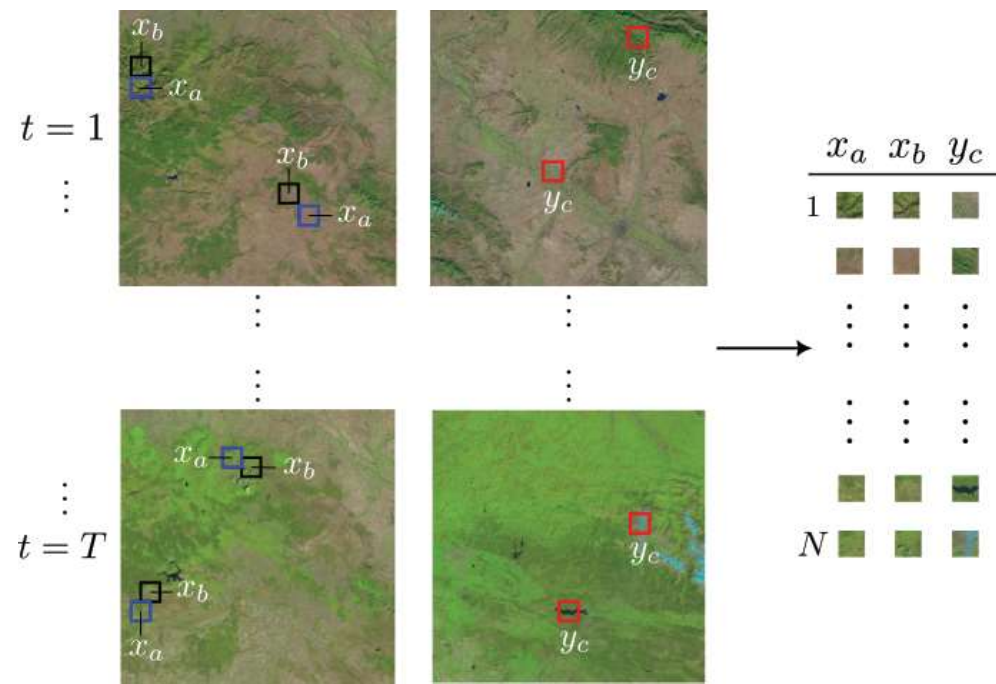 x_b
x_a
t = 1
x_b
x_a
y_c
y_c
x_a x_b y_c
1
x_a
x_b
t = T
x_b
x_a
y_c
y_c
N